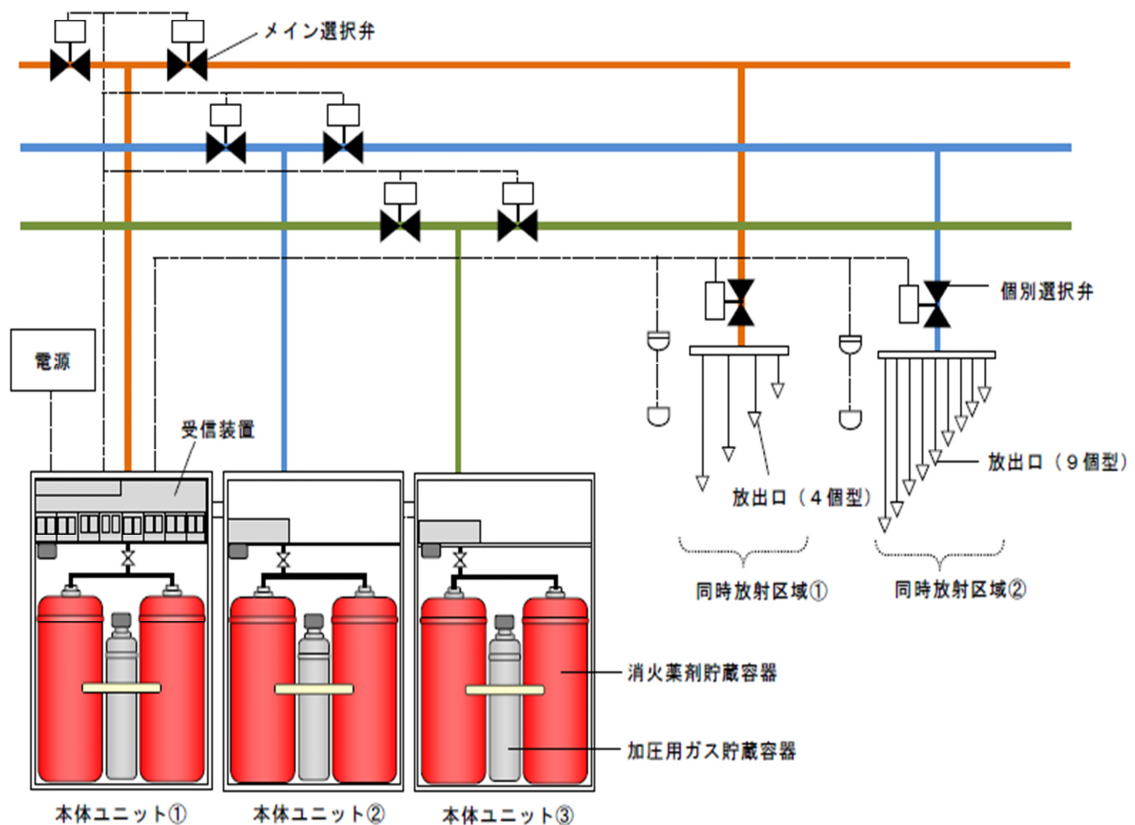 メイン選択弁
個別選択弁
電源
受信装置
放出口（９個型）
放出口（４個型）
同時放射区域①
同時放射区域②
消火薬剤貯蔵容器
加圧用ガス貯蔵容器
本体ユニット①
本体ユニット②
本体ユニット③